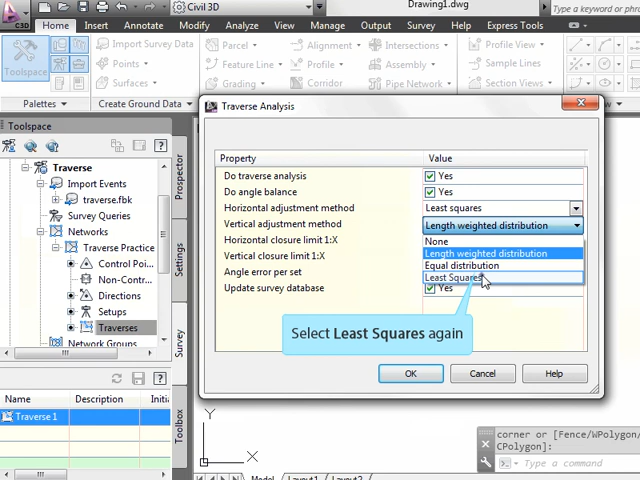 Civil 3D
Drawing1.dwg
Type a keyword or
C3D
Home
Insert
Annotate
Modify
Analyze
View
Manage
Output
Survey
Help
Express Tools
Toolspace
Import Survey Data
Points
Surfaces
Parcel
Feature Line
Grading
Alignment
Profile
Corridor
Intersections
Assembly
Pipe Network
Profile View
Sample Lines
Palettes
Create Ground Data
Toolspace
Traverse
Import Events
traverse.fbk
Survey Queries
Networks
Traverse Practice
Control Poi...
Non-Contr...
Directions
Setups
Traverses
Network Groups
Prospector
Settings
Survey
Toolbox
Name
Description
Initi
Traverse 1
Traverse Analysis
Property
Value
Do traverse analysis
Yes
Do angle balance
Yes
Horizontal adjustment method
Least squares
Vertical adjustment method
Length weighted distribution
Horizontal closure limit 1:X
None
Length weighted distribution
Vertical closure limit 1:X
Equal distribution
Angle error per set
Least Squares
Update survey database
Yes
Select Least Squares again
OK
Cancel
Help
Y
X
corner or [Fence/WPolygon/
CPolygon]:
Type a command
Model
Layout1
Layout2